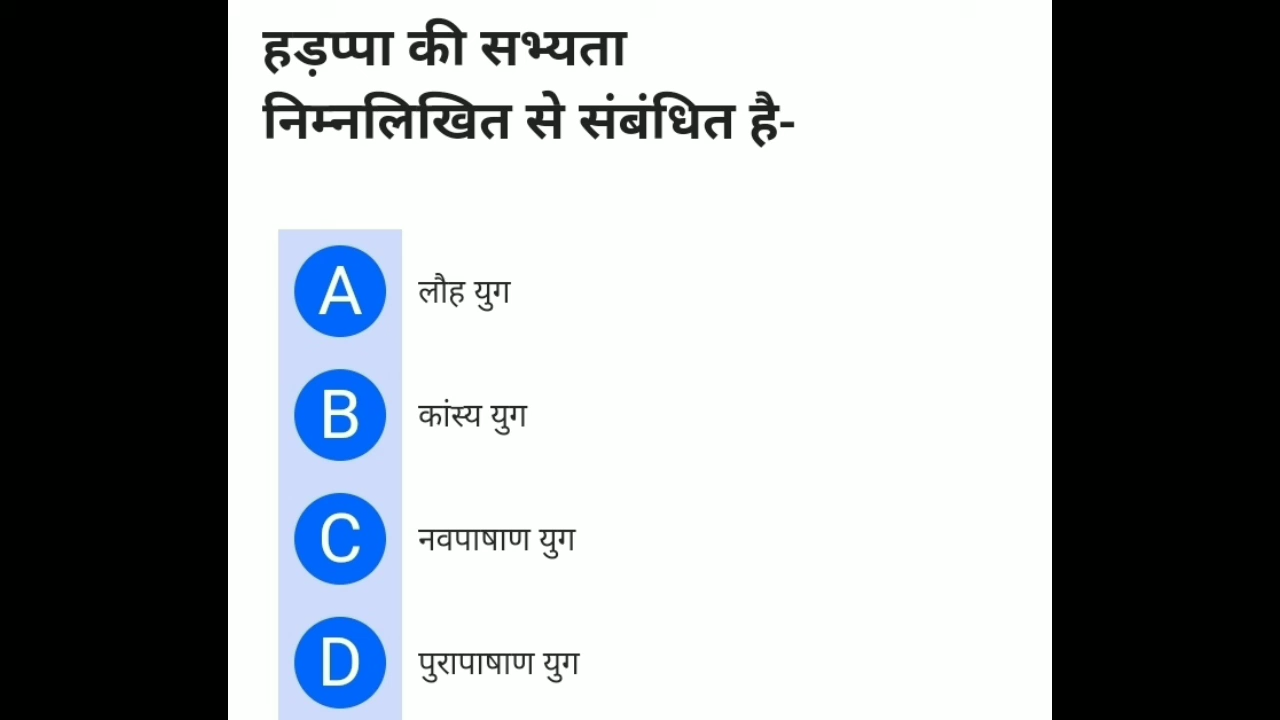 हड़प्पा की सभ्यता
निम्नलिखित से संबंधित है-
A लौह युग
B कांस्य युग
C नवपाषाण युग
D पुरापाषाण युग